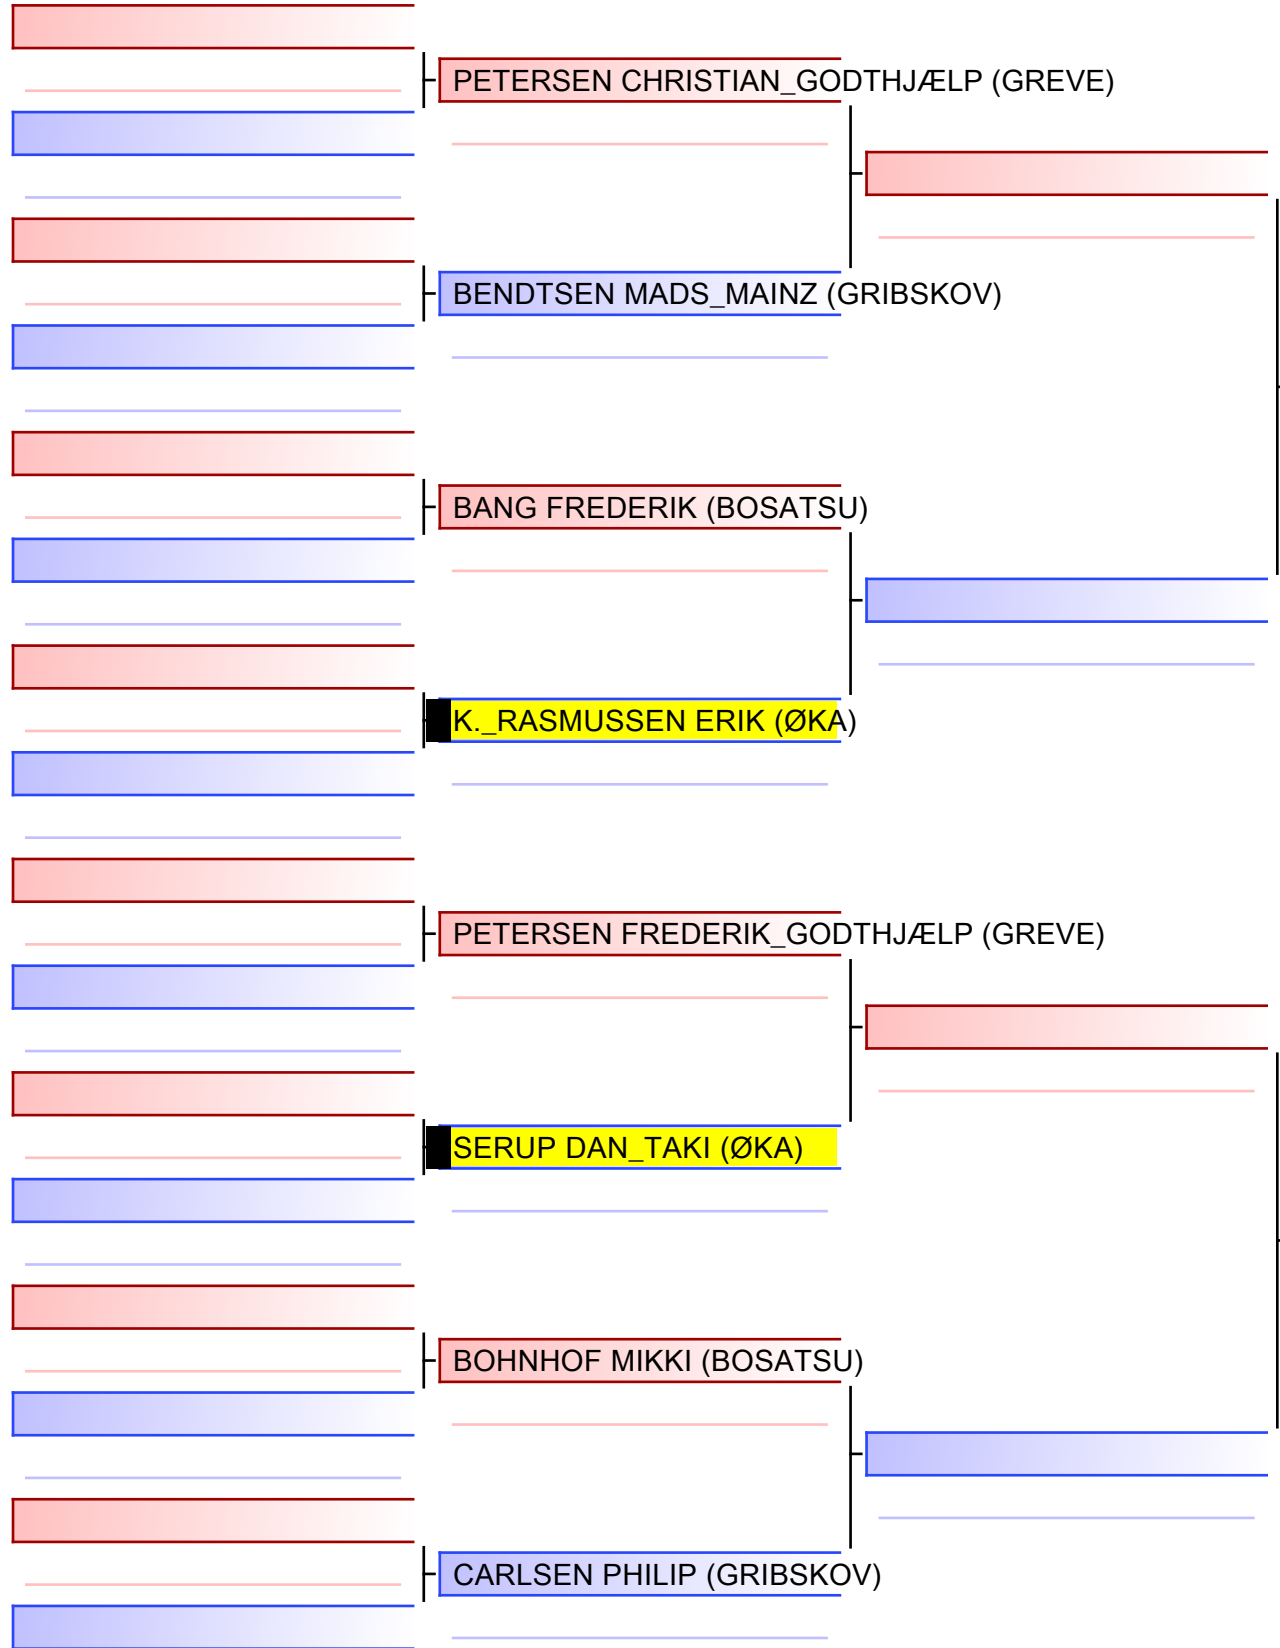 PETERSEN CHRISTIAN_GODTHJÆLP (GREVE)
BENDTSEN MADS_MAINZ (GRIBSKOV)
BANG FREDERIK (BOSATSU)
K._RASMUSSEN ERIK (ØKA)
PETERSEN FREDERIK_GODTHJÆLP (GREVE)
SERUP DAN_TAKI (ØKA)
BOHNHOF MIKKI (BOSATSU)
CARLSEN PHILIP (GRIBSKOV)